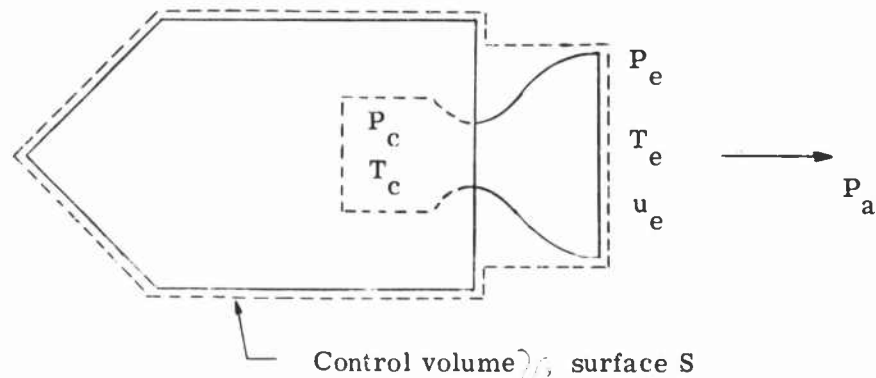 P_e
P_c
T_c
T_e
u_e
P_a
Control volume , surface S